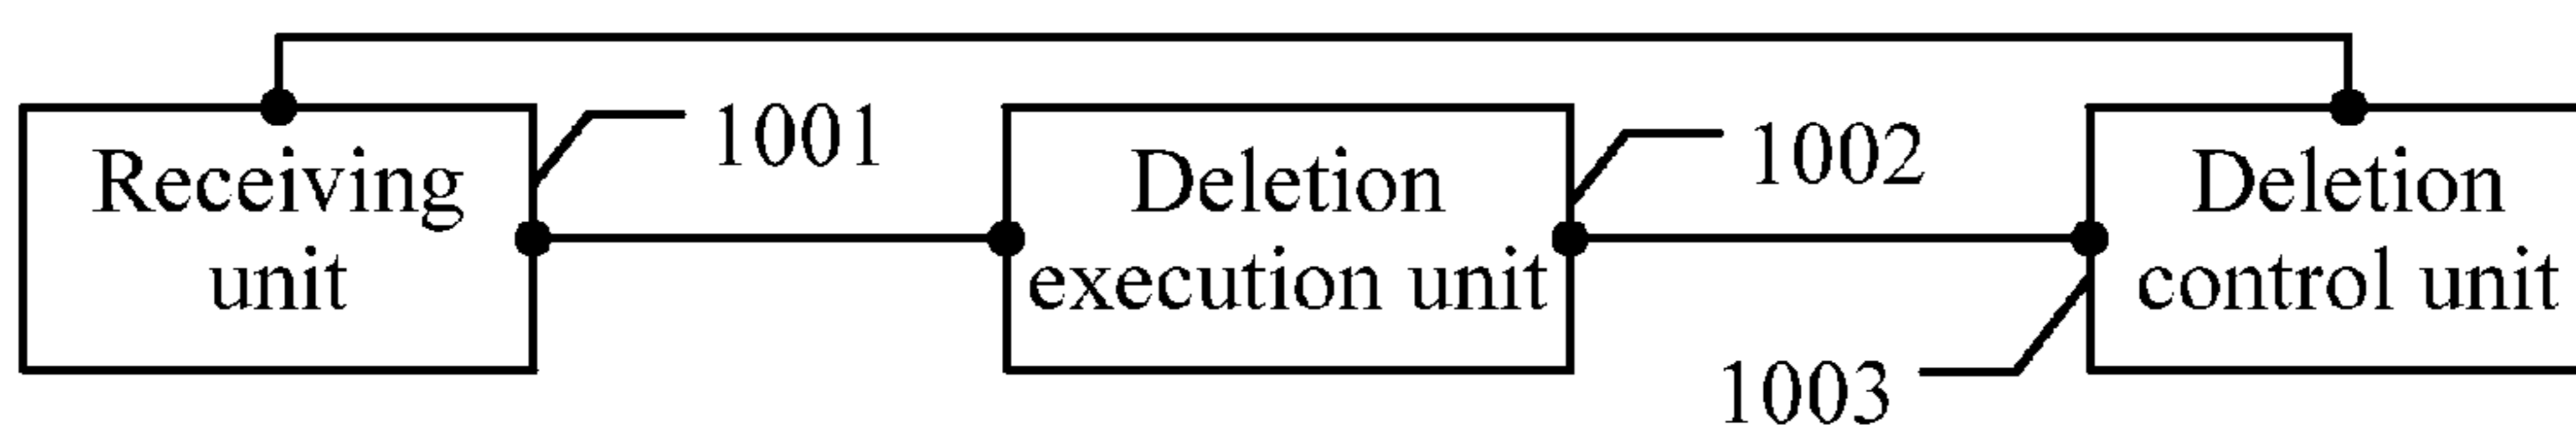 Receiving
unit
1001
Deletion
execution unit
1002
Deletion
control unit
1003